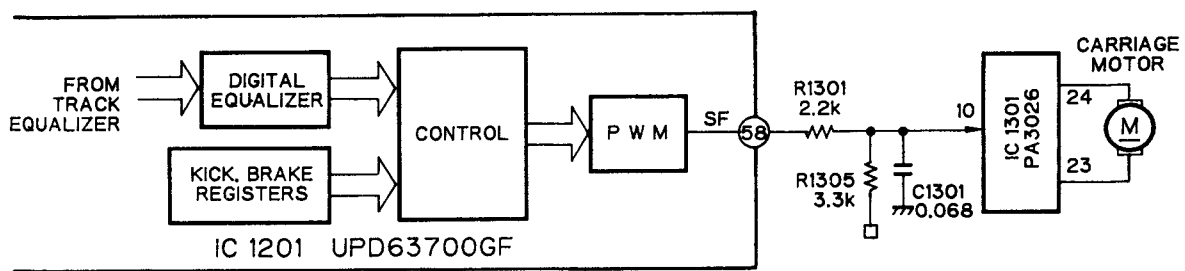 FROM
TRACK
EQUALIZER
DIGITAL
EQUALIZER
KICK. BRAKE
REGISTERS
CONTROL
PWM
SF
58
R1301
2.2k
R1305
3.3k
C1301
0.068
10
IC 1301
PA3026
24
23
CARRIAGE
MOTOR
M
IC 1201 UPD63700GF